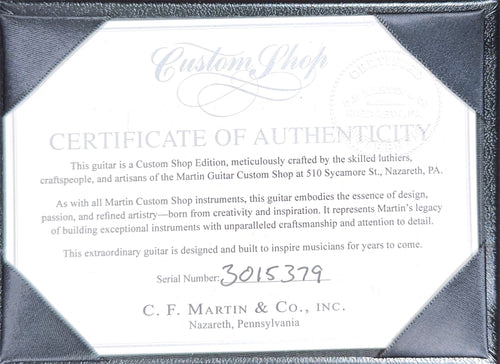 Custom Shop
CERTIFIED
CERTIFICATE OF AUTHENTICITY
This guitar is a Custom Shop Edition, meticulously crafted by the skilled luthiers,
craftspeople, and artisans of the Martin Guitar Custom Shop at 510 Sycamore St., Nazareth, PA.
As with all Martin Custom Shop instruments, this guitar embodies the essence of design,
passion, and refined artistry—born from creativity and inspiration. It represents Martin's legacy
of building exceptional instruments with unparalleled craftsmanship and attention to detail.
This extraordinary guitar is designed and built to inspire musicians for years to come.
Serial Number: 3015379
C. F. MARTIN & CO., INC.
Nazareth, Pennsylvania